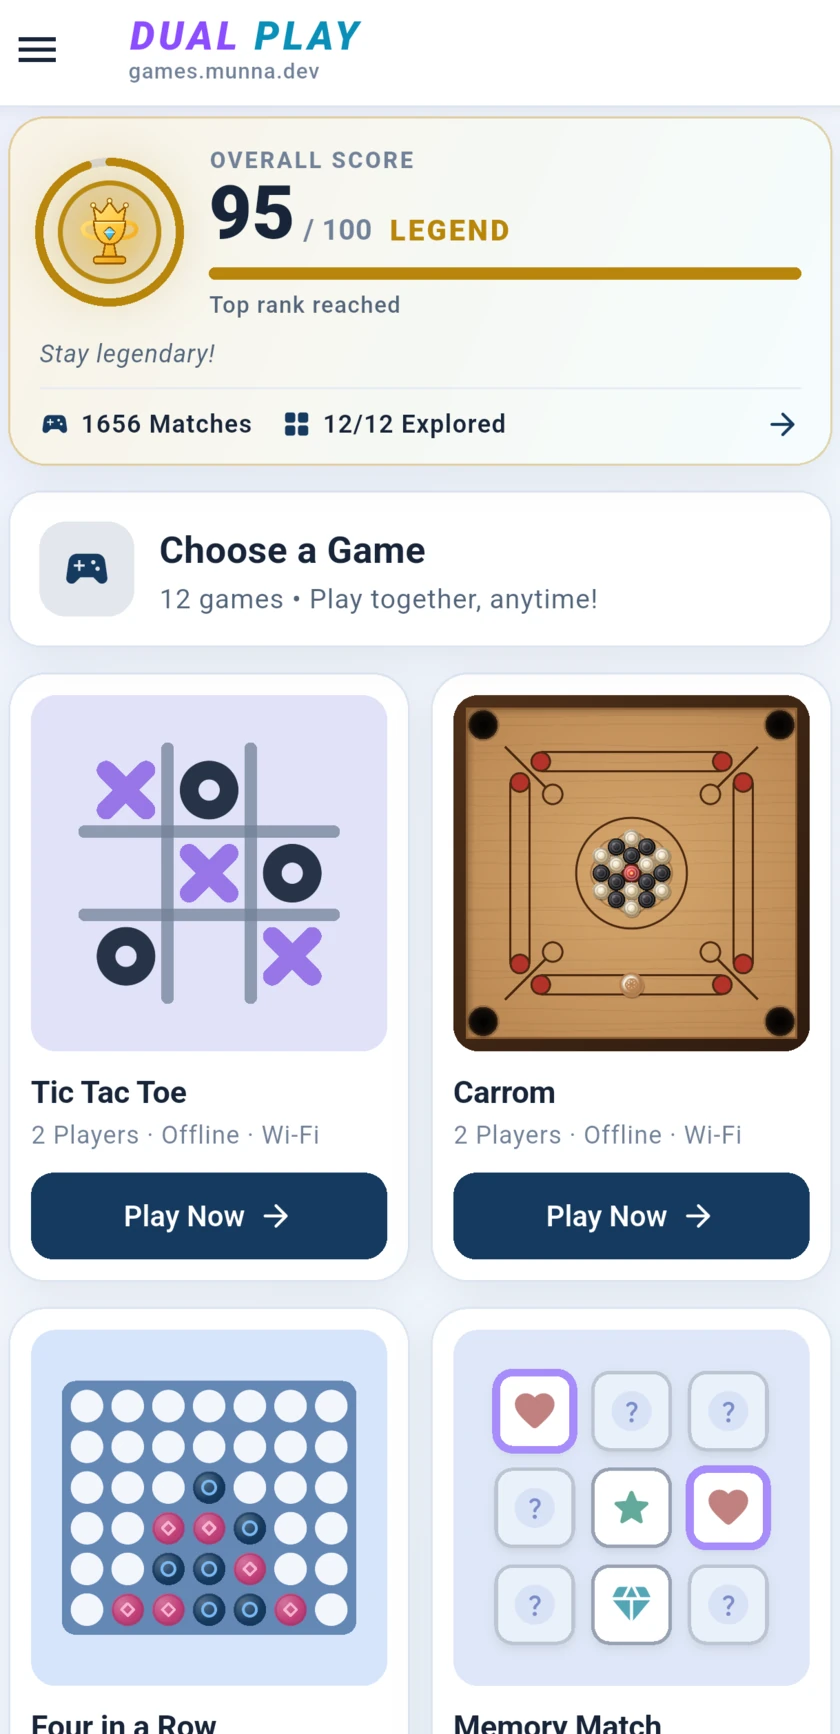 DUAL PLAY
games.munna.dev
OVERALL SCORE
95 / 100 LEGEND
Top rank reached
Stay legendary!
1656 Matches 12/12 Explored
Choose a Game
12 games • Play together, anytime!
Tic Tac Toe
2 Players · Offline · Wi-Fi
Play Now
Carrom
2 Players · Offline · Wi-Fi
Play Now
? ?
?
? ?
Four in a Row
Memory Match